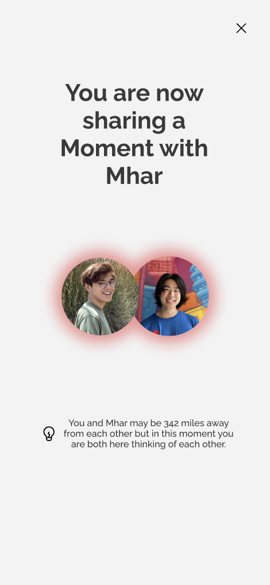 You are now
sharing a
Moment with
Mhar
You and Mhar may be 342 miles away
from each other but in this moment you
are both here thinking of each other.